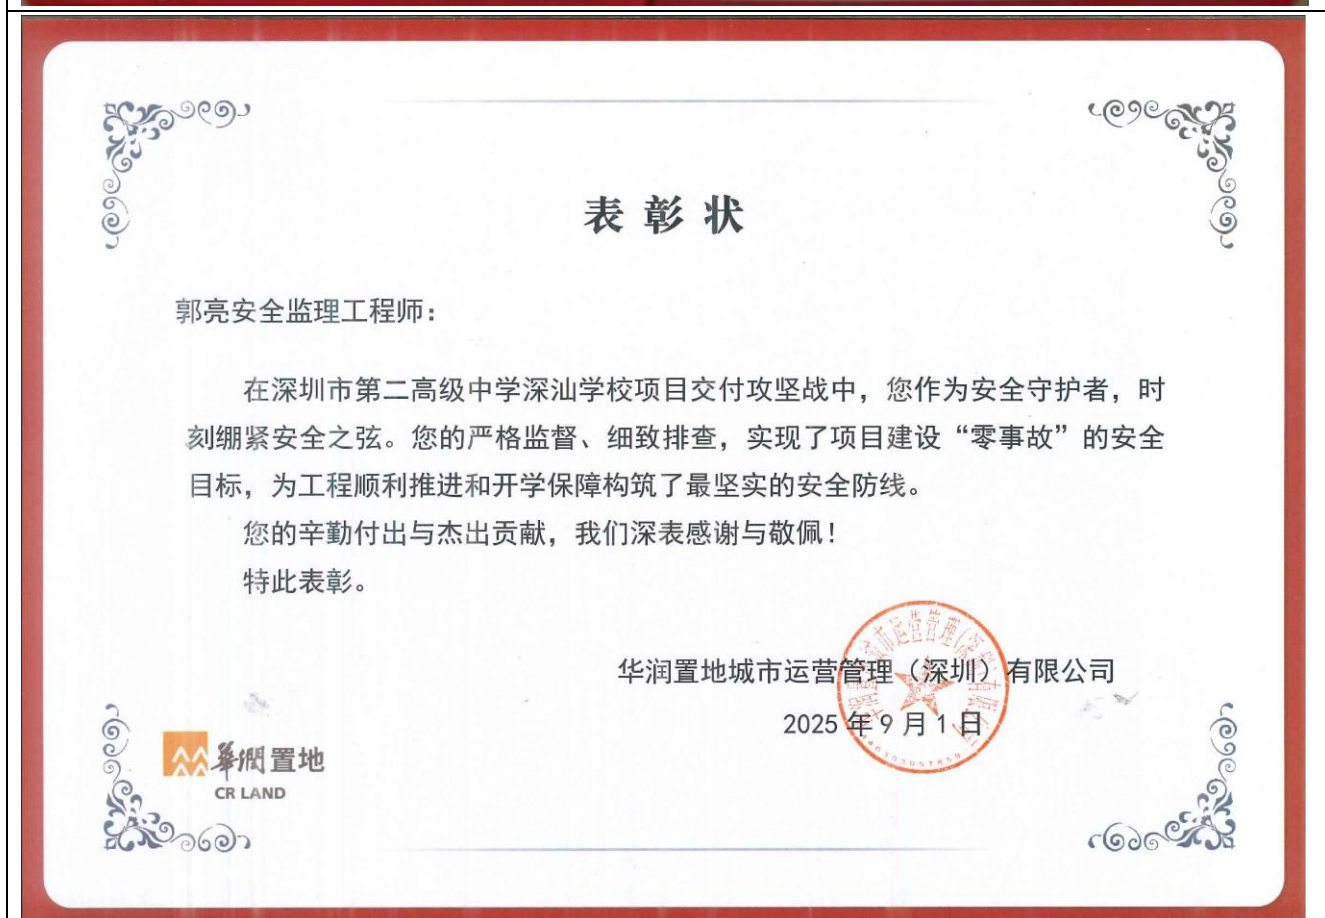 表彰状
郭亮安全监理工程师：
在深圳市第二高级中学深汕学校项目交付攻坚战中，您作为安全守护者，时
刻绷紧安全之弦。您的严格监督、细致排查，实现了项目建设“零事故”的安全
目标，为工程顺利推进和开学保障构筑了最坚实的安全防线。
您的辛勤付出与杰出贡献，我们深表感谢与敬佩！
特此表彰。
华润置地城市运营管理（深圳）有限公司
2025年9月1日
華潤置地
CR LAND